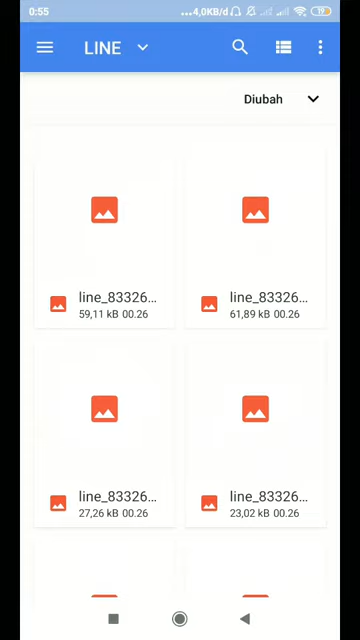 0:55
...4,0KB/d
19
LINE
Diubah
line_83326...
59,11 kB 00.26
line_83326...
61,89 kB 00.26
line_83326...
27,26 kB 00.26
line_83326...
23,02 kB 00.26